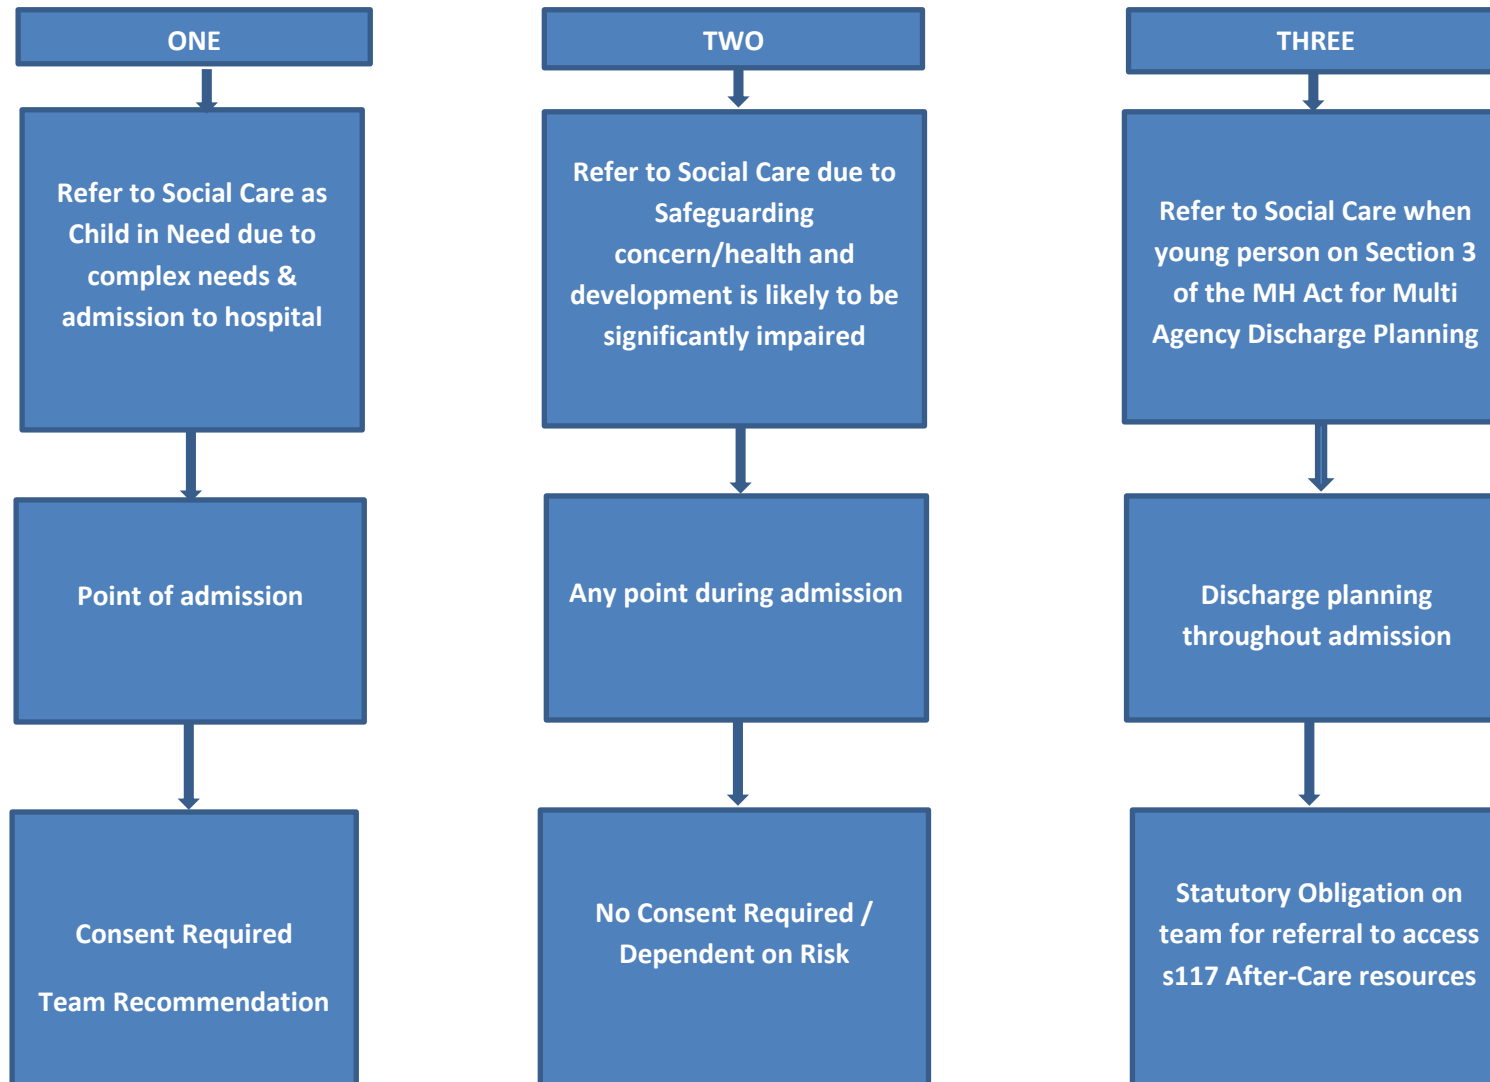 ONE
Refer to Social Care as
Child in Need due to
complex needs &
admission to hospital
Point of admission
Consent Required
Team Recommendation
TWO
Refer to Social Care due to
Safeguarding
concern/health and
development is likely to be
significantly impaired
Any point during admission
No Consent Required /
Dependent on Risk
THREE
Refer to Social Care when
young person on Section 3
of the MH Act for Multi
Agency Discharge Planning
Discharge planning
throughout admission
Statutory Obligation on
team for referral to access
s117 After-Care resources